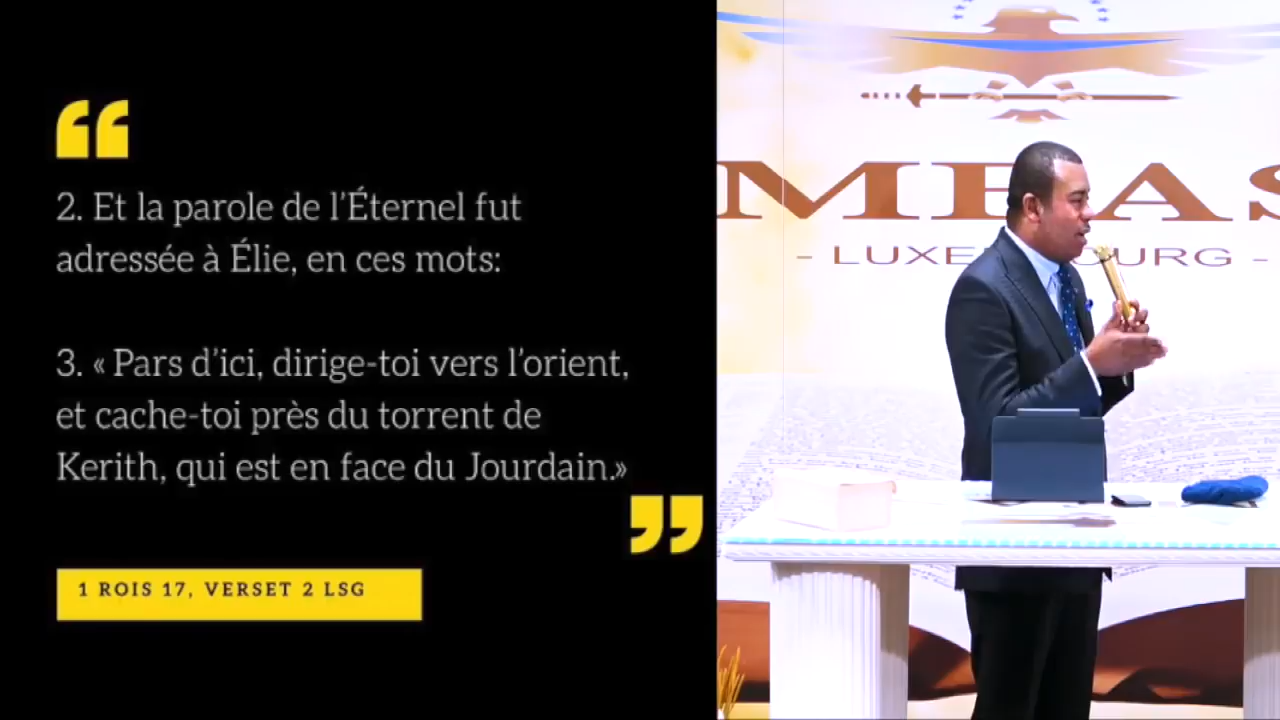 2. Et la parole de l'Éternel fut
adressée à Élie, en ces mots:
3. « Pars d'ici, dirige-toi vers l'orient,
et cache-toi près du torrent de
Kerith, qui est en face du Jourdain.»
1 ROIS 17, VERSET 2 LSG